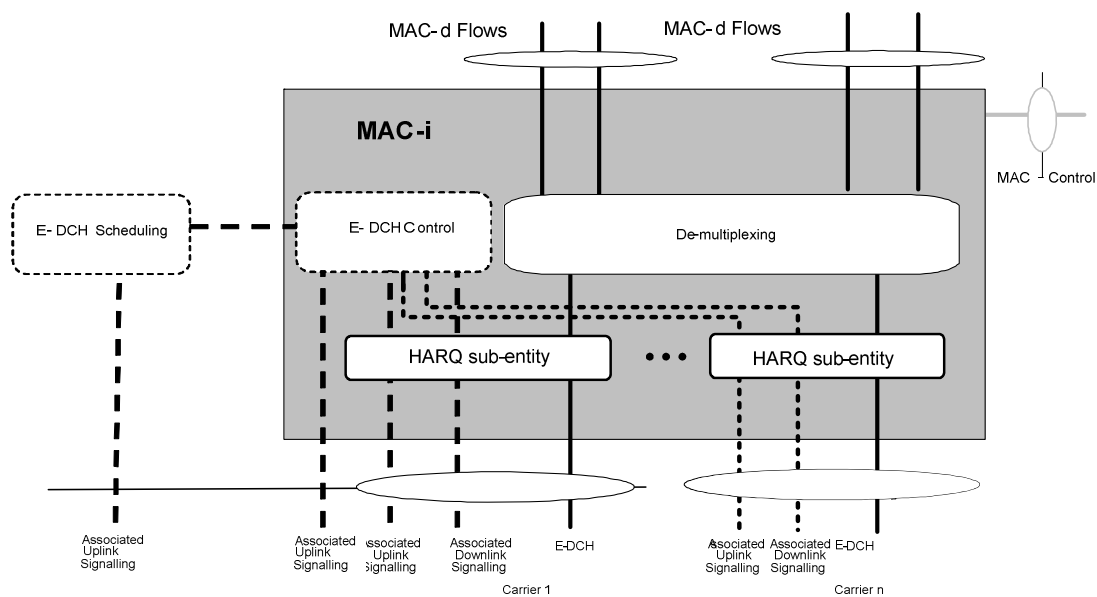 MAC-d Flows
MAC-d Flows
MAC-i
MAC - Control
E-DCH Scheduling
E-DCH Control
De-multiplexing
HARQ sub-entity
HARQ sub-entity
Associated
Uplink
Signalling
Associated
Uplink
Signalling
Associated
Uplink
Signalling
Associated
Downlink
Signalling
E-DCH
Associated
Uplink
Signalling
Associated
Downlink
Signalling
E-DCH
Carrier 1
Carrier n